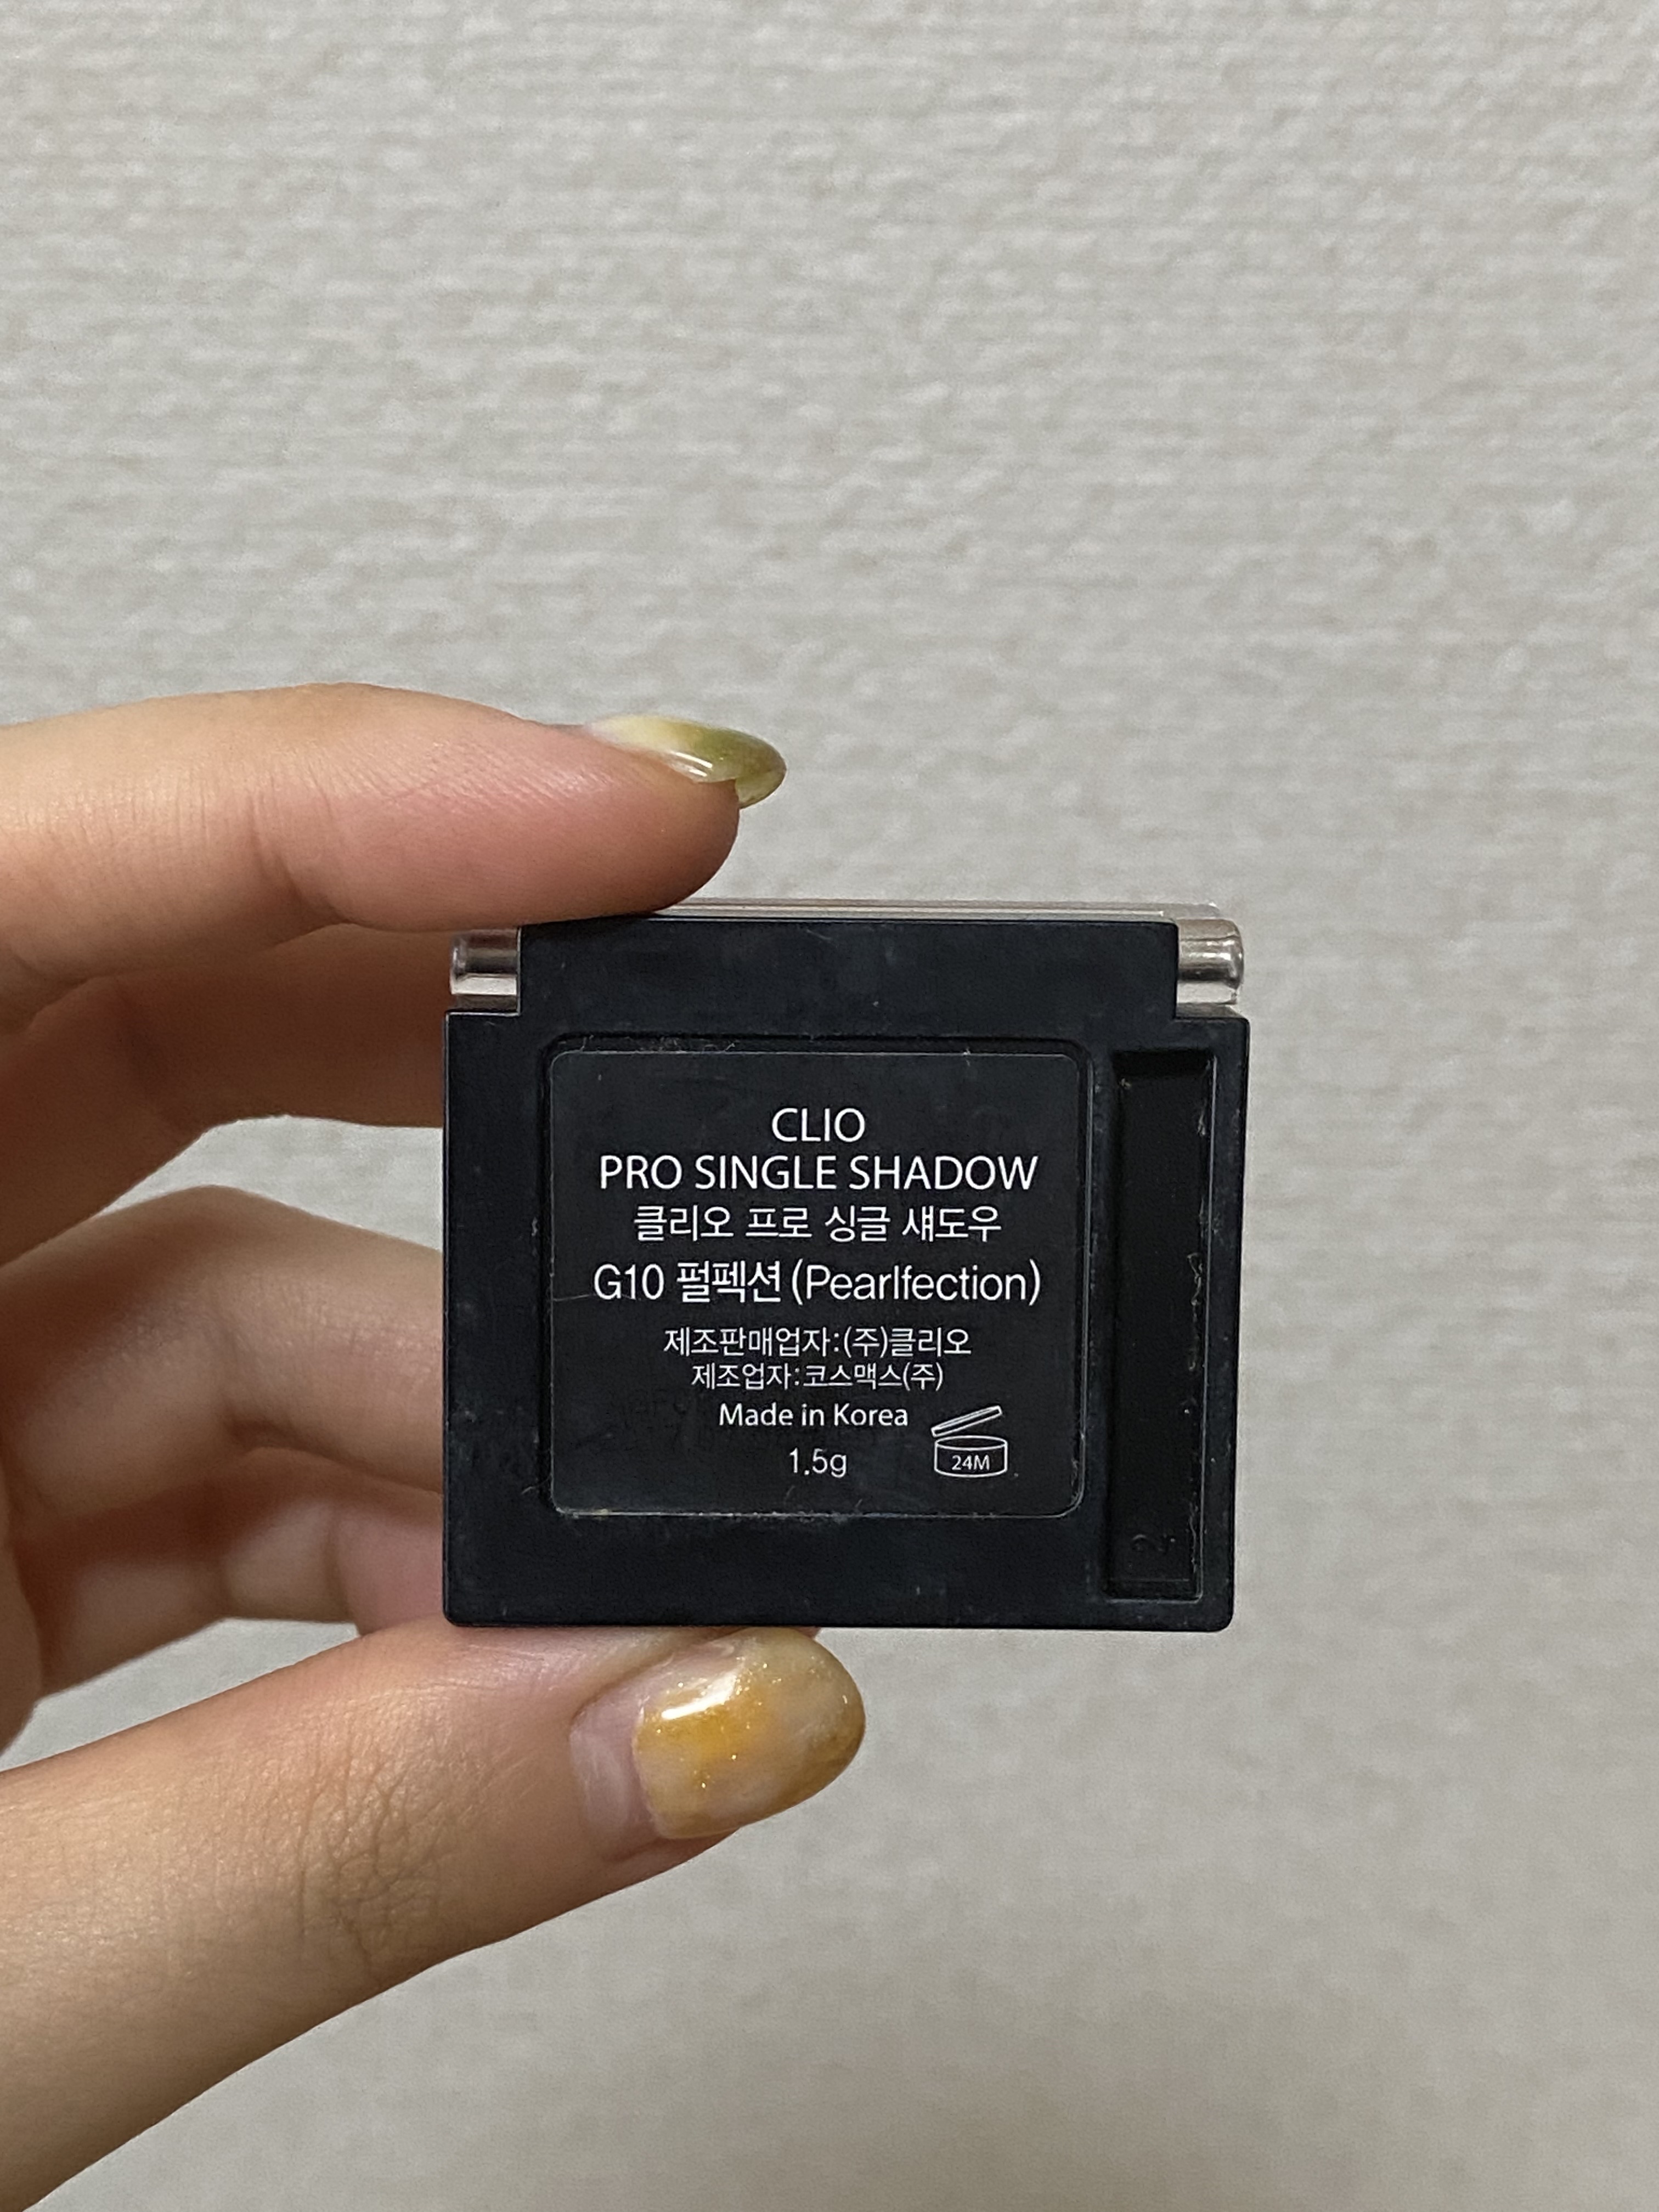 CLIO
PRO SINGLE SHADOW
클리오 프로 싱글 섀도우
G10 펄펙션 (Pearlfection)
제조판매업자:(주)클리오
제조업자:코스맥스(주)
Made in Korea
1.5g
24M
2